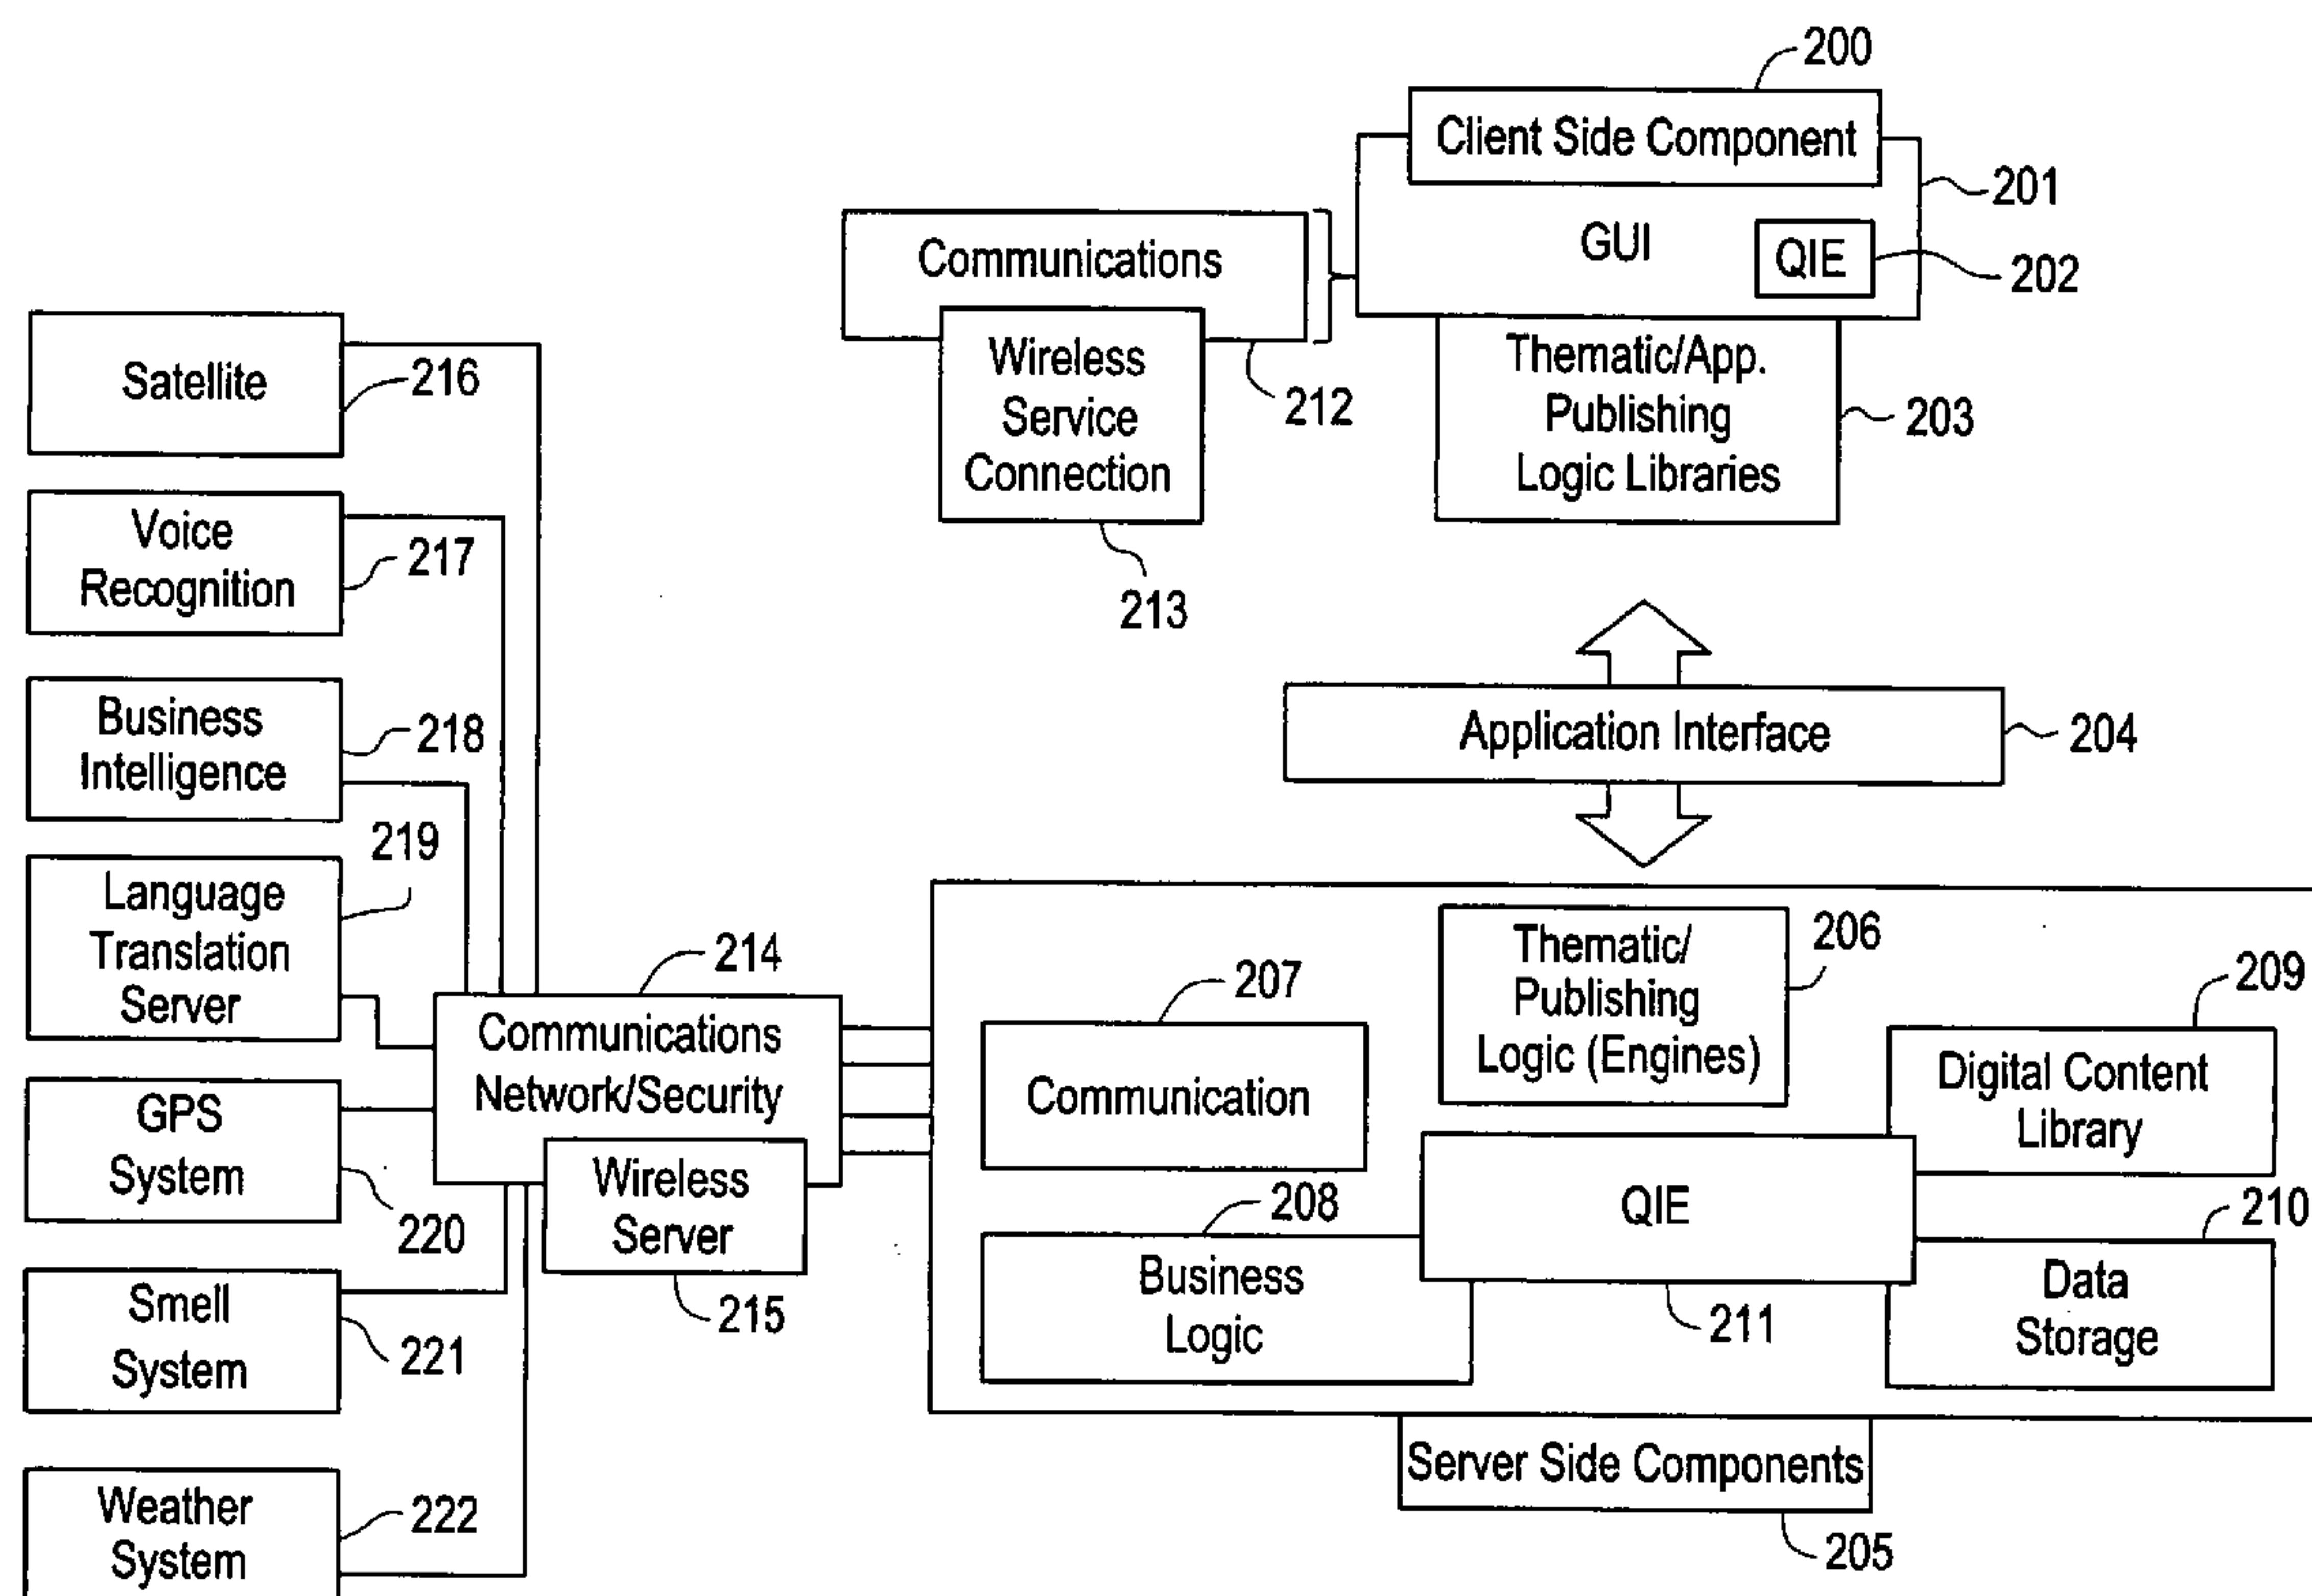 200
Client Side Component
201
GUI
QIE
202
Communications
Wireless
Service
Connection
212
213
Thematic/App.
Publishing
Logic Libraries
203
Satellite
216
Voice
Recognition
217
Business
Intelligence
218
Language
Translation
Server
219
GPS
System
220
Smell
System
221
Weather
System
222
Application Interface
204
214
Communications
Network/Security
Wireless
Server
215
Thematic/
Publishing
Logic (Engines)
206
207
Communication
209
Digital Content
Library
208
Business
Logic
QIE
211
210
Data
Storage
Server Side Components
205